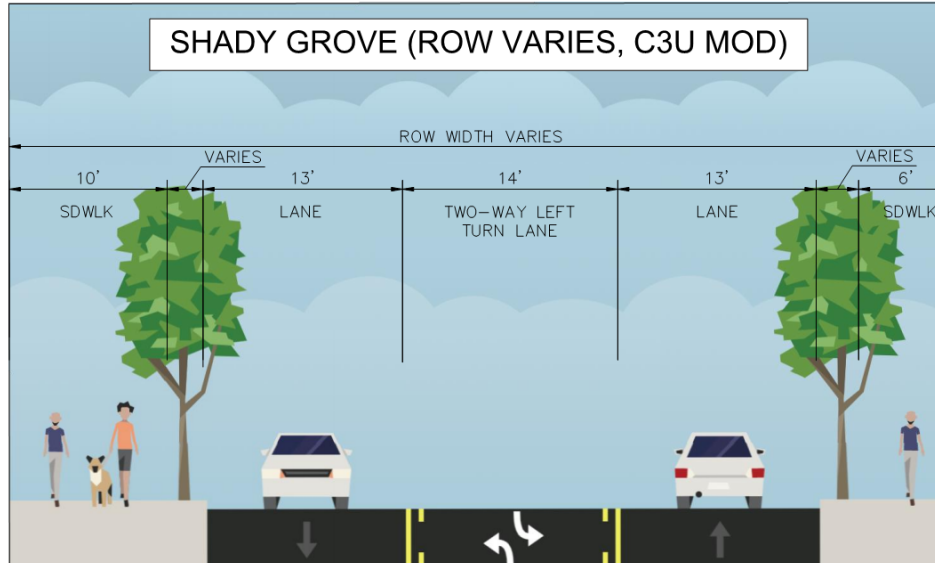 SHADY GROVE (ROW VARIES, C3U MOD)
ROW WIDTH VARIES
VARIES
VARIES
10'
13'
14'
13'
6'
SDWLK
LANE
TWO-WAY LEFT
TURN LANE
LANE
SDWLK